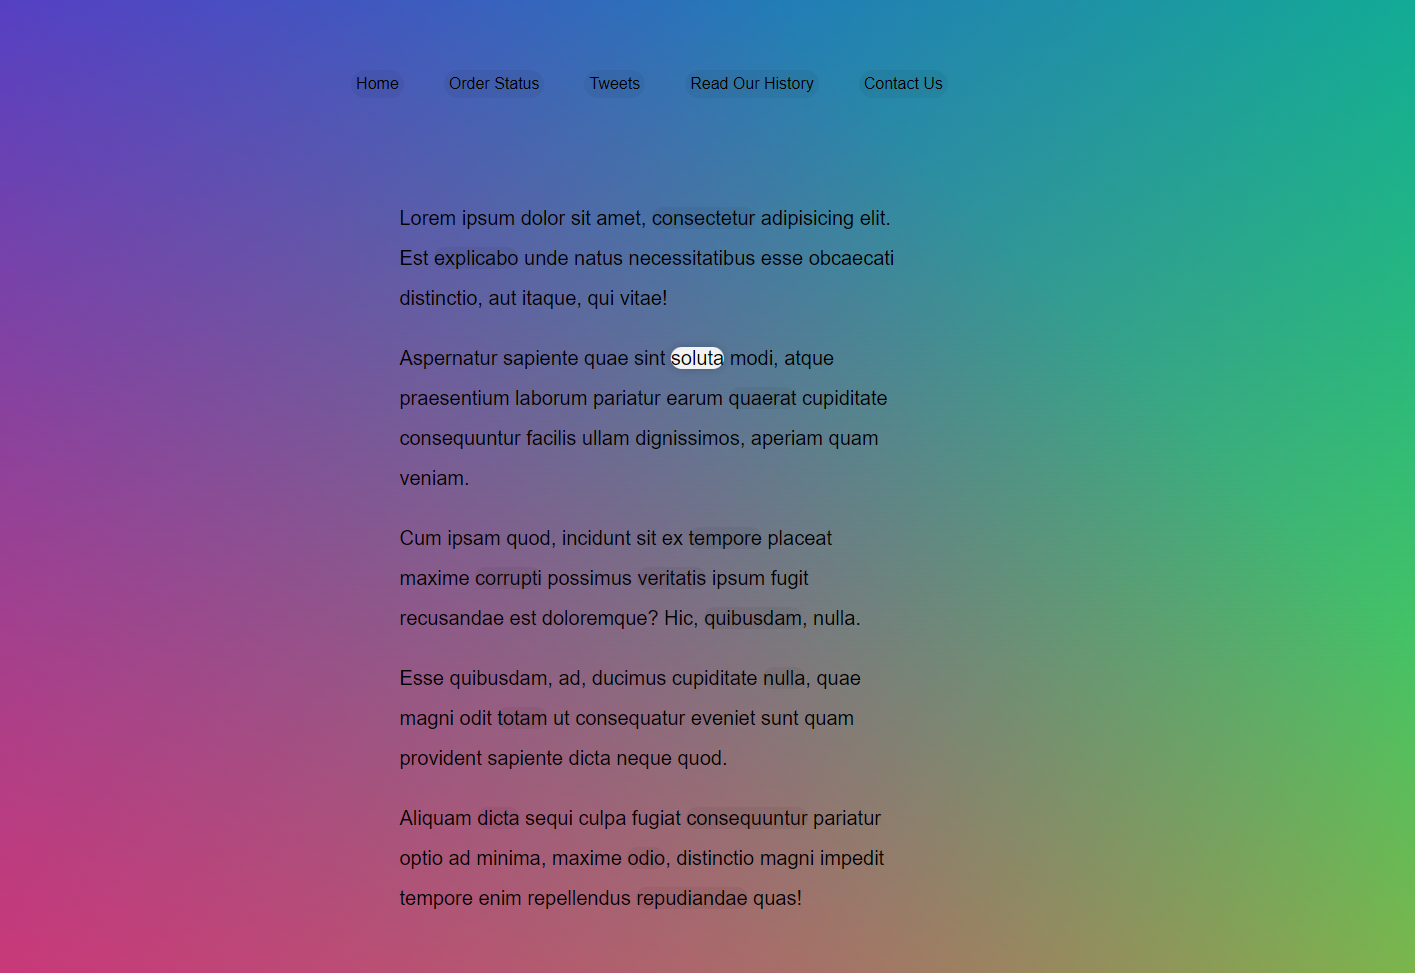 Home Order Status Tweets Read Our History Contact Us
Lorem ipsum dolor sit amet, consectetur adipisicing elit.
Est explicabo unde natus necessitatibus esse obcaecati
distinctio, aut itaque, qui vitae!
Aspernatur sapiente quae sint soluta modi, atque
praesentium laborum pariatur earum quaerat cupiditate
consequuntur facilis ullam dignissimos, aperiam quam
veniam.
Cum ipsam quod, incidunt sit ex tempore placeat
maxime corrupti possimus veritatis ipsum fugit
recusandae est doloremque? Hic, quibusdam, nulla.
Esse quibusdam, ad, ducimus cupiditate nulla, quae
magni odit totam ut consequatur eveniet sunt quam
provident sapiente dicta neque quod.
Aliquam dicta sequi culpa fugiat consequuntur pariatur
optio ad minima, maxime odio, distinctio magni impedit
tempore enim repellendus repudiandae quas!